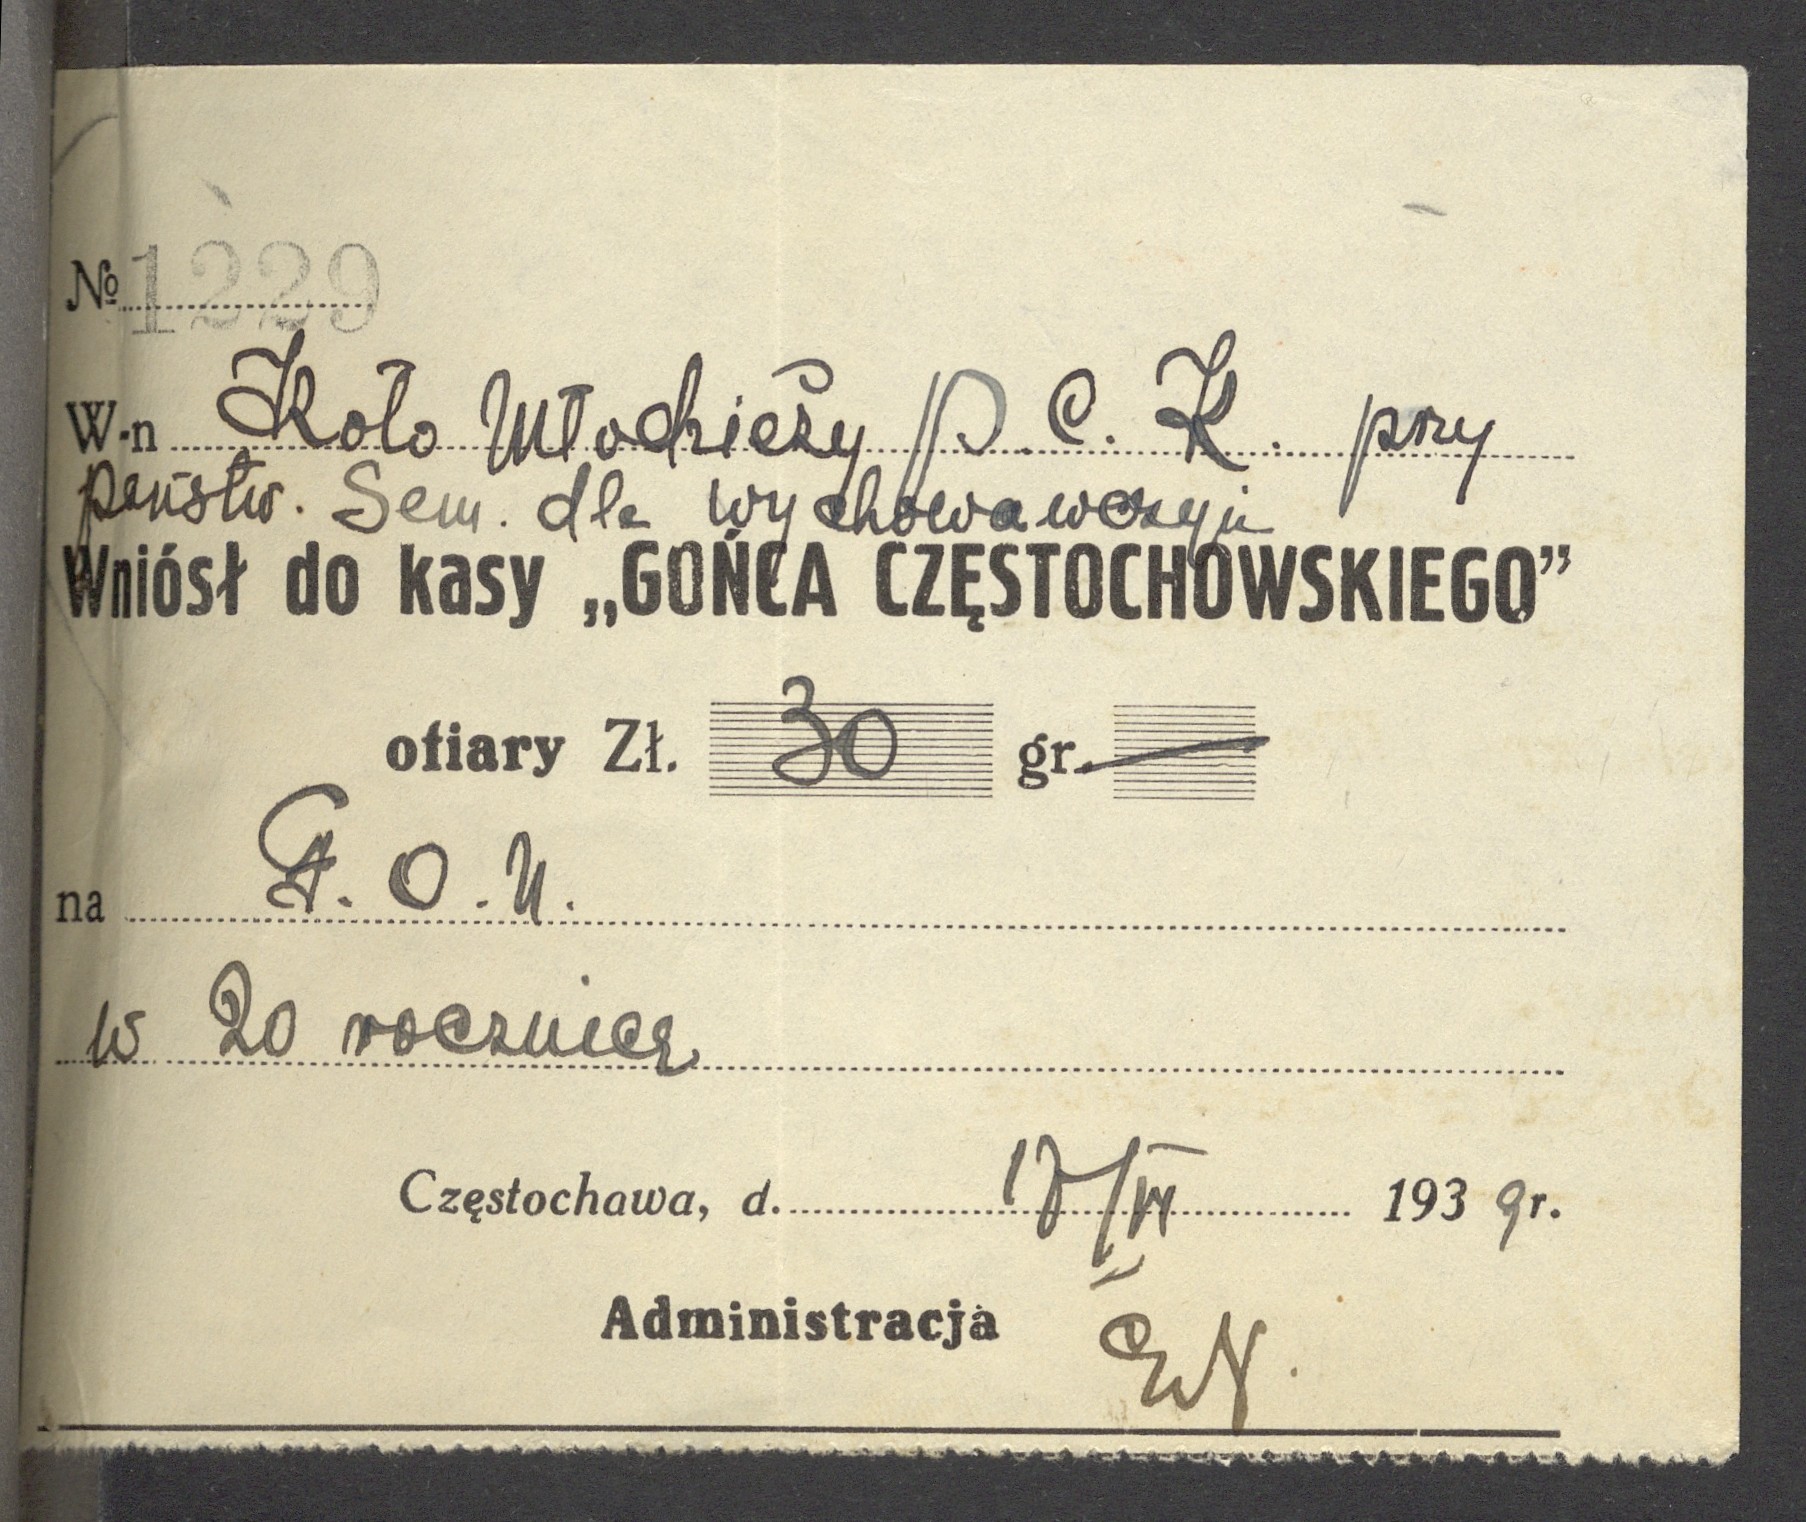 № 1229
W-n Koło Młodzieży P. C. K. przy
państw. Sem. dla wychowawczyń
Wniósł do kasy „GOŃCA CZĘSTOCHOWSKIEGO”
ofiary Zł. 30 gr. —
na F. O. N.
w 20 rocznicę
Częstochawa, d. 17/VI 1939 r.
Administracja